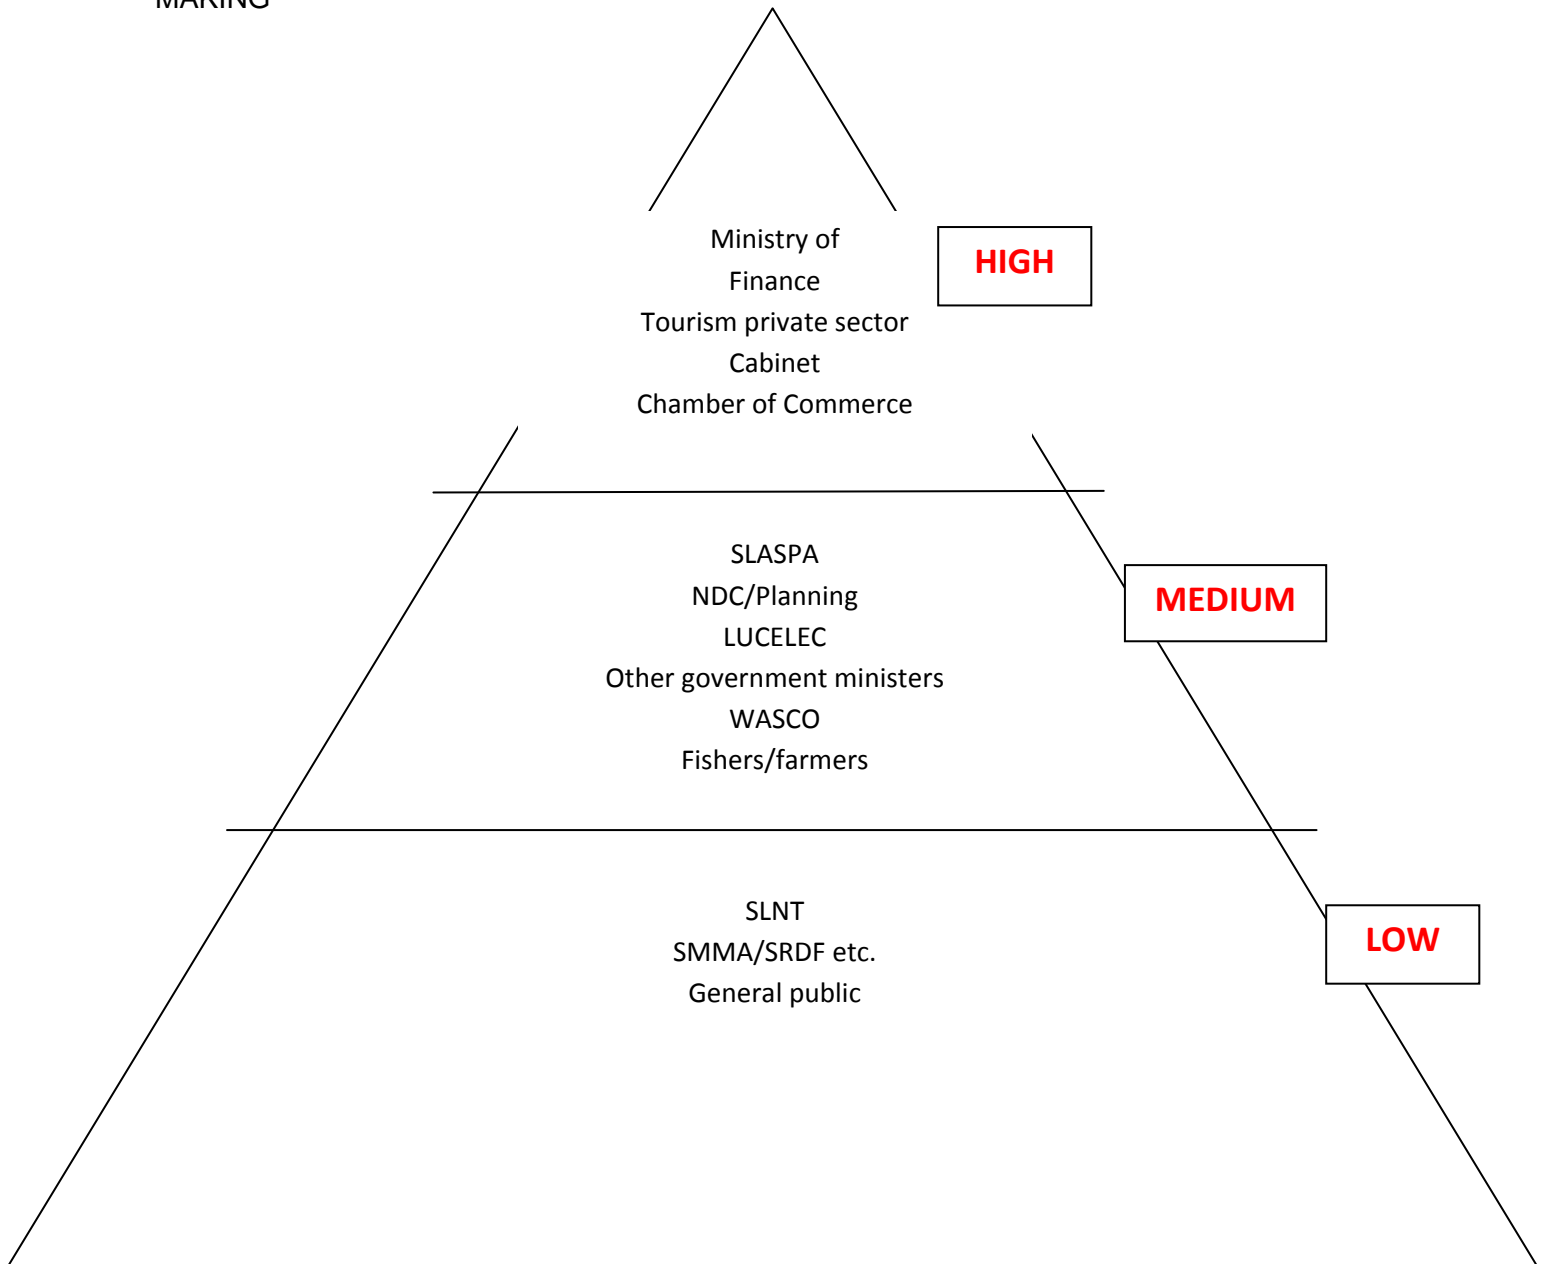 MAKING
Ministry of
Finance
Tourism private sector
Cabinet
Chamber of Commerce
HIGH
SLASPA
NDC/Planning
LUCELEC
Other government ministers
WASCO
Fishers/farmers
MEDIUM
SLNT
SMMA/SRDF etc.
General public
LOW